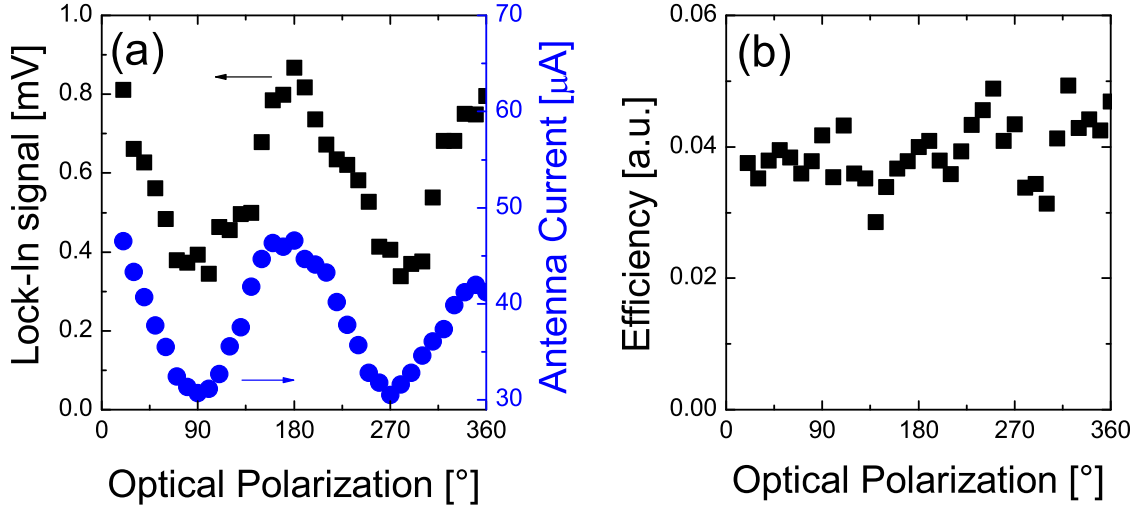 (a)
Lock-In signal [mV]
1.0
0.8
0.6
0.4
0.2
0.0
70
60
50
40
30
Antenna Current [μA]
0 90 180 270 360
Optical Polarization [°]
(b)
Efficiency [a.u.]
0.06
0.04
0.02
0.00
0 90 180 270 360
Optical Polarization [°]